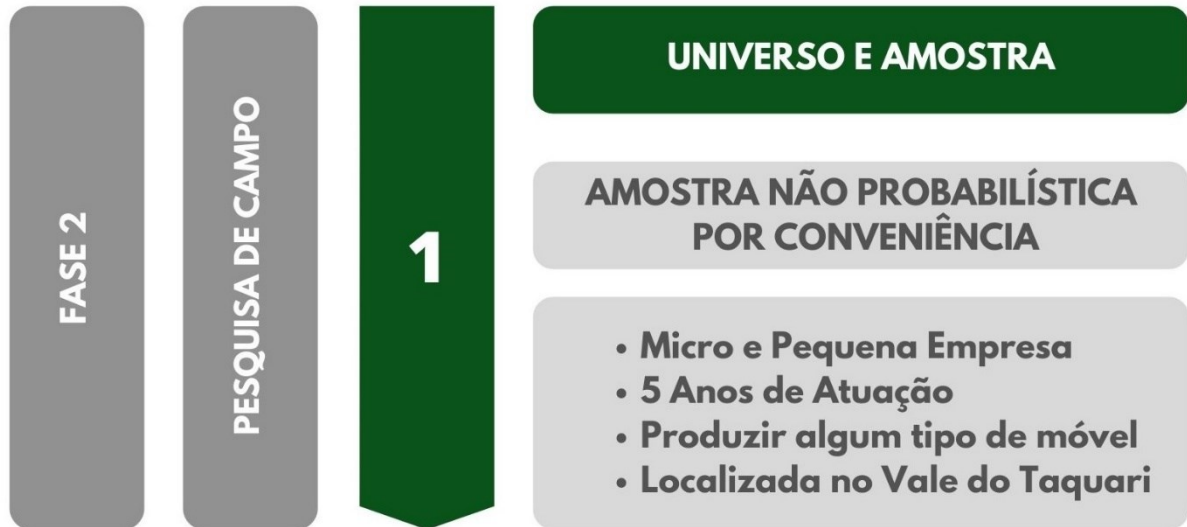 FASE 2
PESQUISA DE CAMPO
1
UNIVERSO E AMOSTRA
AMOSTRA NÃO PROBABILÍSTICA
POR CONVENIÊNCIA
• Micro e Pequena Empresa
• 5 Anos de Atuação
• Produzir algum tipo de móvel
• Localizada no Vale do Taquari